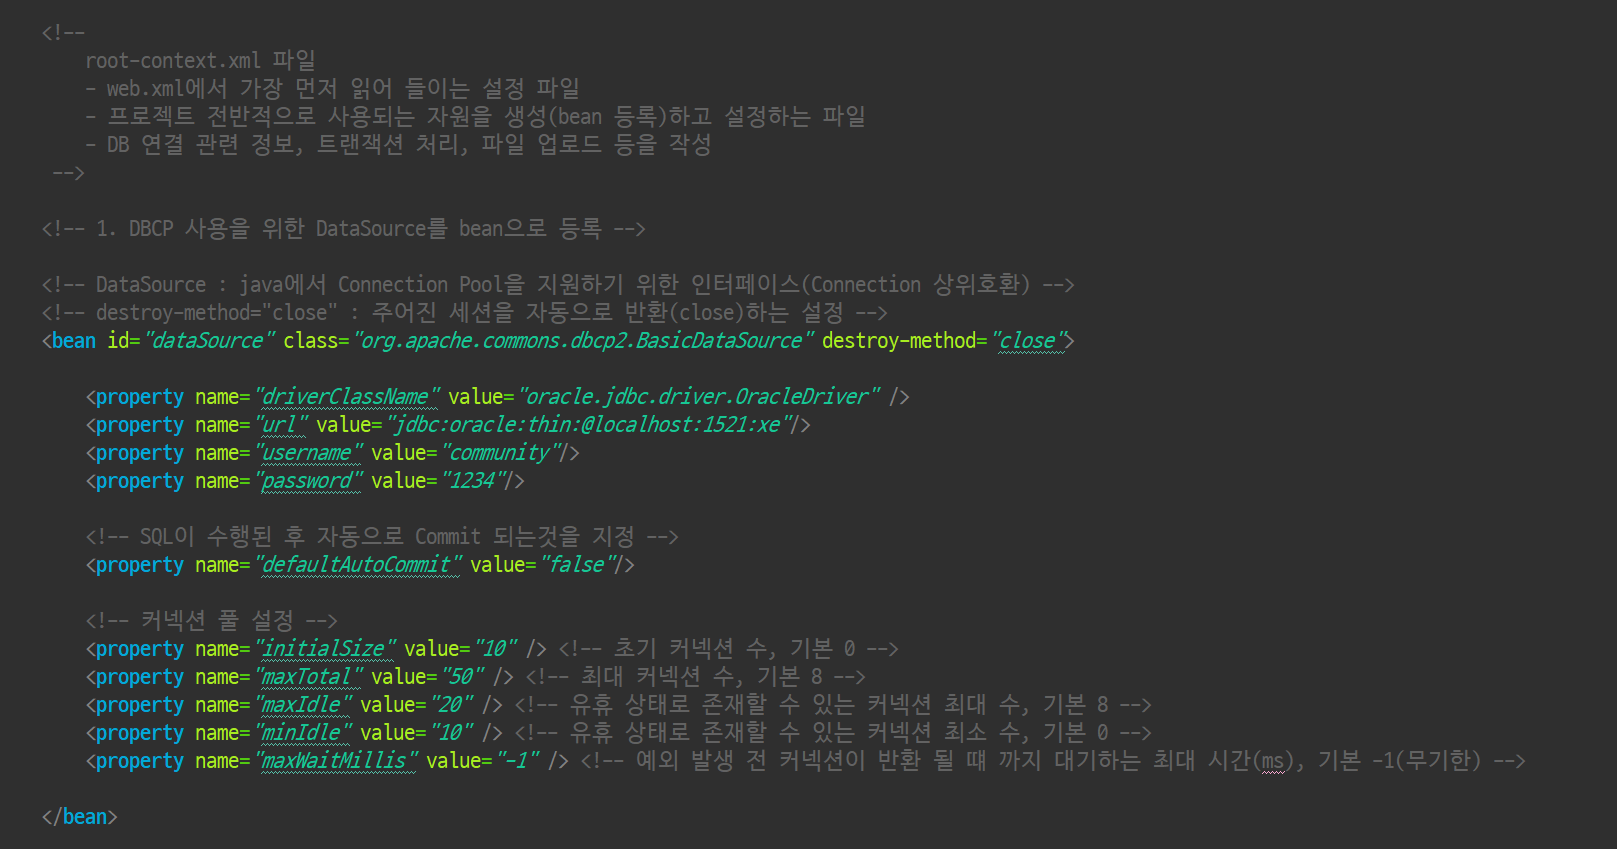 <!--
root-context.xml 파일
- web.xml에서 가장 먼저 읽어 들이는 설정 파일
- 프로젝트 전반적으로 사용되는 자원을 생성(bean 등록)하고 설정하는 파일
- DB 연결 관련 정보, 트랜잭션 처리, 파일 업로드 등을 작성
-->
<!-- 1. DBCP 사용을 위한 DataSource를 bean으로 등록 -->
<!-- DataSource : java에서 Connection Pool을 지원하기 위한 인터페이스(Connection 상위호환) -->
<!-- destroy-method="close" : 주어진 세션을 자동으로 반환(close)하는 설정 -->
<bean id="dataSource" class="org.apache.commons.dbcp2.BasicDataSource" destroy-method="close">
<property name="driverClassName" value="oracle.jdbc.driver.OracleDriver" />
<property name="url" value="jdbc:oracle:thin:@localhost:1521:xe"/>
<property name="username" value="community"/>
<property name="password" value="1234"/>
<!-- SQL이 수행된 후 자동으로 Commit 되는것을 지정 -->
<property name="defaultAutoCommit" value="false"/>
<!-- 커넥션 풀 설정 -->
<property name="initialSize" value="10" /> <!-- 초기 커넥션 수, 기본 0 -->
<property name="maxTotal" value="50" /> <!-- 최대 커넥션 수, 기본 8 -->
<property name="maxIdle" value="20" /> <!-- 유휴 상태로 존재할 수 있는 커넥션 최대 수, 기본 8 -->
<property name="minIdle" value="10" /> <!-- 유휴 상태로 존재할 수 있는 커넥션 최소 수, 기본 0 -->
<property name="maxWaitMillis" value="-1" /> <!-- 예외 발생 전 커넥션이 반환 될 떄 까지 대기하는 최대 시간(ms), 기본 -1(무기한) -->
</bean>